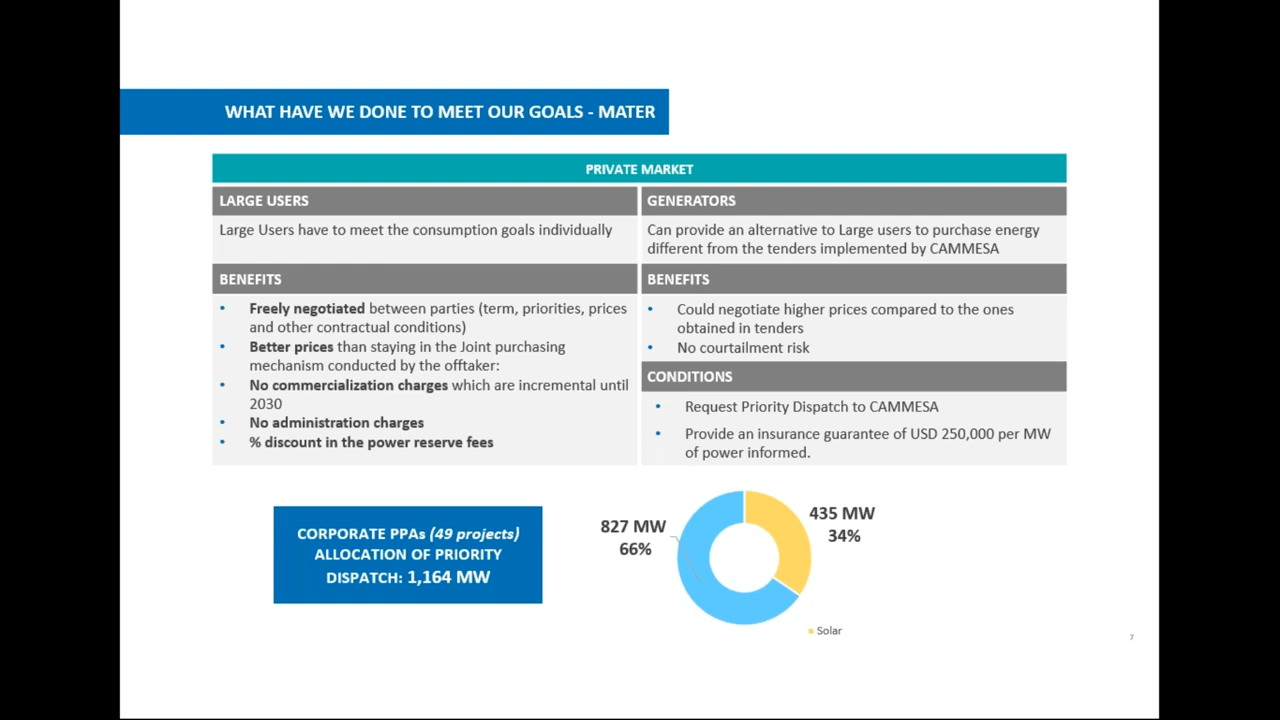 WHAT HAVE WE DONE TO MEET OUR GOALS - MATER
PRIVATE MARKET
LARGE USERS
Large Users have to meet the consumption goals individually
BENEFITS
• Freely negotiated between parties (term, priorities, prices
and other contractual conditions)
• Better prices than staying in the Joint purchasing
mechanism conducted by the offtaker:
• No commercialization charges which are incremental until
2030
• No administration charges
• % discount in the power reserve fees
GENERATORS
Can provide an alternative to Large users to purchase energy
different from the tenders implemented by CAMMESA
BENEFITS
• Could negotiate higher prices compared to the ones
obtained in tenders
• No courtailment risk
CONDITIONS
• Request Priority Dispatch to CAMMESA
• Provide an insurance guarantee of USD 250,000 per MW
of power informed.
CORPORATE PPAs (49 projects)
ALLOCATION OF PRIORITY
DISPATCH: 1,164 MW
827 MW
66%
435 MW
34%
Solar
7